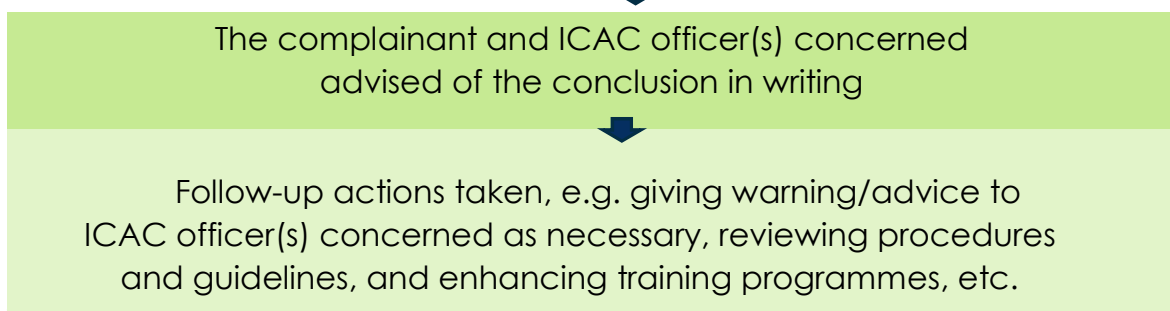 The complainant and ICAC officer(s) concerned
advised of the conclusion in writing
Follow-up actions taken, e.g. giving warning/advice to
ICAC officer(s) concerned as necessary, reviewing procedures
and guidelines, and enhancing training programmes, etc.